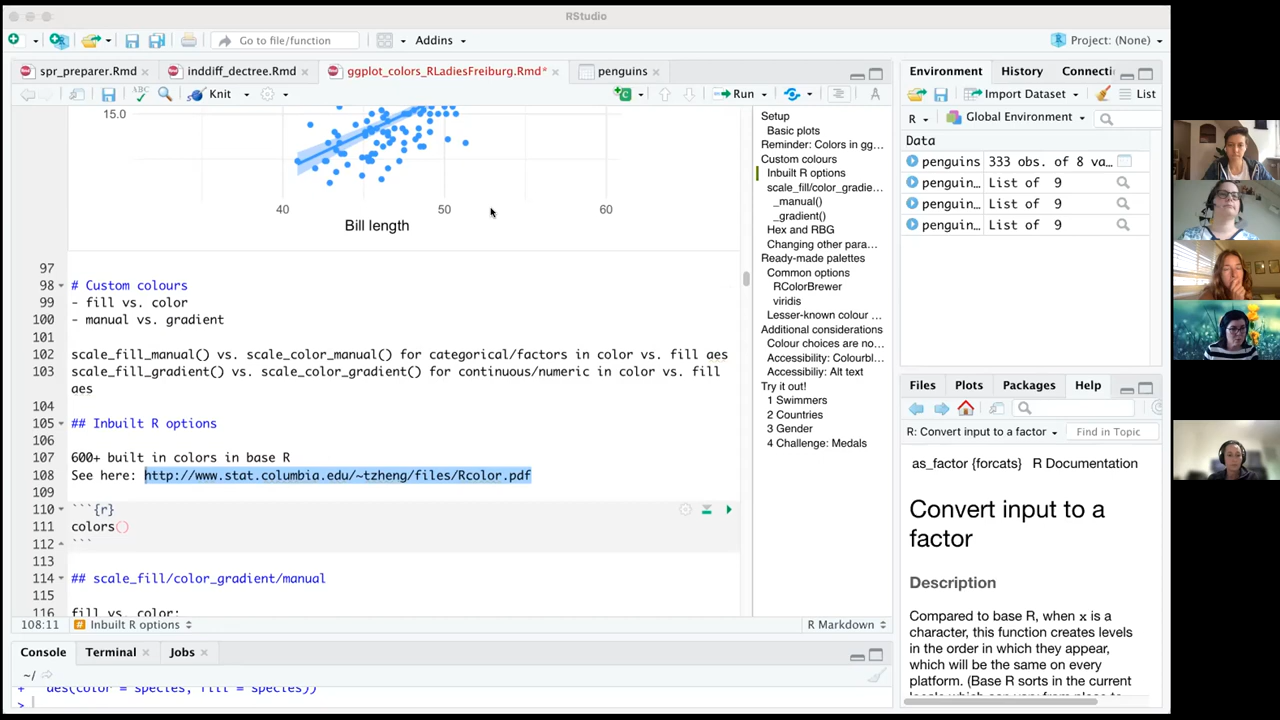 RStudio
Go to file/function
Addins
Project: (None)
spr_preparer.Rmd
inddiff_dectree.Rmd
ggplot_colors_RLadiesFreiburg.Rmd*
penguins
ABC
Knit
Run
15.0
40
50
60
Bill length
97
98 # Custom colours
99 - fill vs. color
100 - manual vs. gradient
101
102 scale_fill_manual() vs. scale_color_manual() for categorical/factors in color vs. fill aes
103 scale_fill_gradient() vs. scale_color_gradient() for continuous/numeric in color vs. fill
aes
104
105 ## Inbuilt R options
106
107 600+ built in colors in base R
108 See here: http://www.stat.columbia.edu/~tzheng/files/Rcolor.pdf
109
110 ```{r}
111 colors()
112 ```
113
114 ## scale_fill/color_gradient/manual
115
116 fill vs. color:
108:11
# Inbuilt R options
R Markdown
Setup
Basic plots
Reminder: Colors in gg...
Custom colours
Inbuilt R options
scale_fill/color_gradie...
_manual()
_gradient()
Hex and RBG
Changing other para...
Ready-made palettes
Common options
RColorBrewer
viridis
Lesser-known colour ...
Additional considerations
Colour choices are no...
Accessibility: Colourbl...
Accessibiliy: Alt text
Try it out!
1 Swimmers
2 Countries
3 Gender
4 Challenge: Medals
Console
Terminal
Jobs
~/
+ aes(color = species, fill = species))
>
Environment
History
Connecti
Import Dataset
List
R
Global Environment
Data
penguins 333 obs. of 8 va...
penguin... List of 9
penguin... List of 9
penguin... List of 9
Files
Plots
Packages
Help
R: Convert input to a factor
Find in Topic
as_factor {forcats}
R Documentation
Convert input to a
factor
Description
Compared to base R, when x is a
character, this function creates levels
in the order in which they appear,
which will be the same on every
platform. (Base R sorts in the current